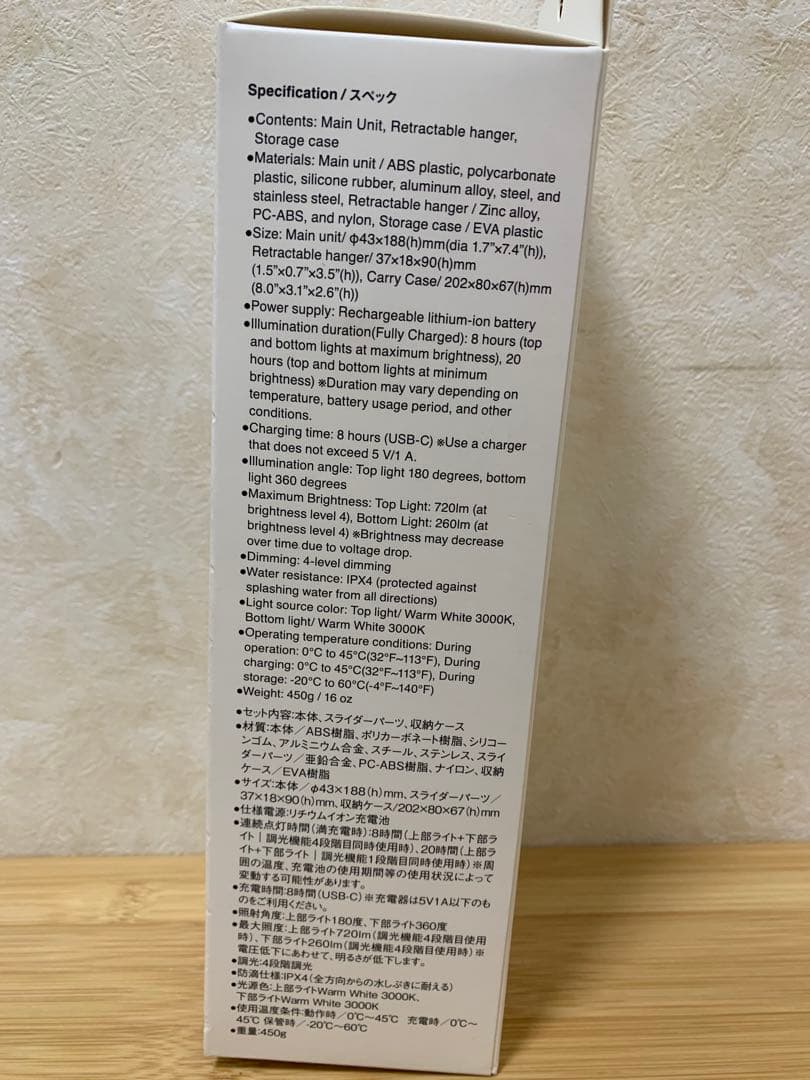 Specification / スペック
●Contents: Main Unit, Retractable hanger,
Storage case
●Materials: Main unit / ABS plastic, polycarbonate
plastic, silicone rubber, aluminum alloy, steel, and
stainless steel, Retractable hanger / Zinc alloy,
PC-ABS, and nylon, Storage case / EVA plastic
●Size: Main unit/ φ43×188(h)mm(dia 1.7”×7.4”(h)),
Retractable hanger/ 37×18×90(h)mm
(1.5”×0.7”×3.5”(h)), Carry Case/ 202×80×67(h)mm
(8.0”×3.1”×2.6”(h))
●Power supply: Rechargeable lithium-ion battery
●Illumination duration(Fully Charged): 8 hours (top
and bottom lights at maximum brightness), 20
hours (top and bottom lights at minimum
brightness) ※Duration may vary depending on
temperature, battery usage period, and other
conditions.
●Charging time: 8 hours (USB-C) ※Use a charger
that does not exceed 5 V/1 A.
●Illumination angle: Top light 180 degrees, bottom
light 360 degrees
●Maximum Brightness: Top Light: 720lm (at
brightness level 4), Bottom Light: 260lm (at
brightness level 4) ※Brightness may decrease
over time due to voltage drop.
●Dimming: 4-level dimming
●Water resistance: IPX4 (protected against
splashing water from all directions)
●Light source color: Top light/ Warm White 3000K,
Bottom light/ Warm White 3000K
●Operating temperature conditions: During
operation: 0°C to 45°C(32°F~113°F), During
charging: 0°C to 45°C(32°F~113°F), During
storage: -20°C to 60°C(-4°F~140°F)
●Weight: 450g / 16 oz
●セット内容:本体、スライダーパーツ、収納ケース
●材質:本体／ABS樹脂、ポリカーボネート樹脂、シリコー
ンゴム、アルミニウム合金、スチール、ステンレス、スライ
ダーパーツ／亜鉛合金、PC-ABS樹脂、ナイロン、収納
ケース／EVA樹脂
●サイズ:本体／φ43×188(h)mm、スライダーパーツ／
37×18×90(h)mm、収納ケース/202×80×67(h)mm
●仕様電源:リチウムイオン充電池
●連続点灯時間(満充電時):8時間(上部ライト+下部ラ
イト｜調光機能4段階目同時使用時)、20時間(上部ラ
イト+下部ライト｜調光機能1段階目同時使用時)※周
囲の温度、充電池の使用期間等の使用状況によって
変動する可能性があります。
●充電時間:8時間(USB-C)※充電器は5V1A以下のも
のをご利用ください。
●照射角度:上部ライト180度、下部ライト360度
●最大照度:上部ライト720lm(調光機能4段階目使用
時)、下部ライト260lm(調光機能4段階目使用時)※
電圧低下にあわせて、明るさが低下します。
●調光:4段階調光
●防滴仕様:IPX4(全方向からの水しぶきに耐える)
●光源色:上部ライトWarm White 3000K、
下部ライトWarm White 3000K
●使用温度条件:動作時／0℃～45℃ 充電時／0℃～
45℃ 保管時／-20℃～60℃
●重量:450g